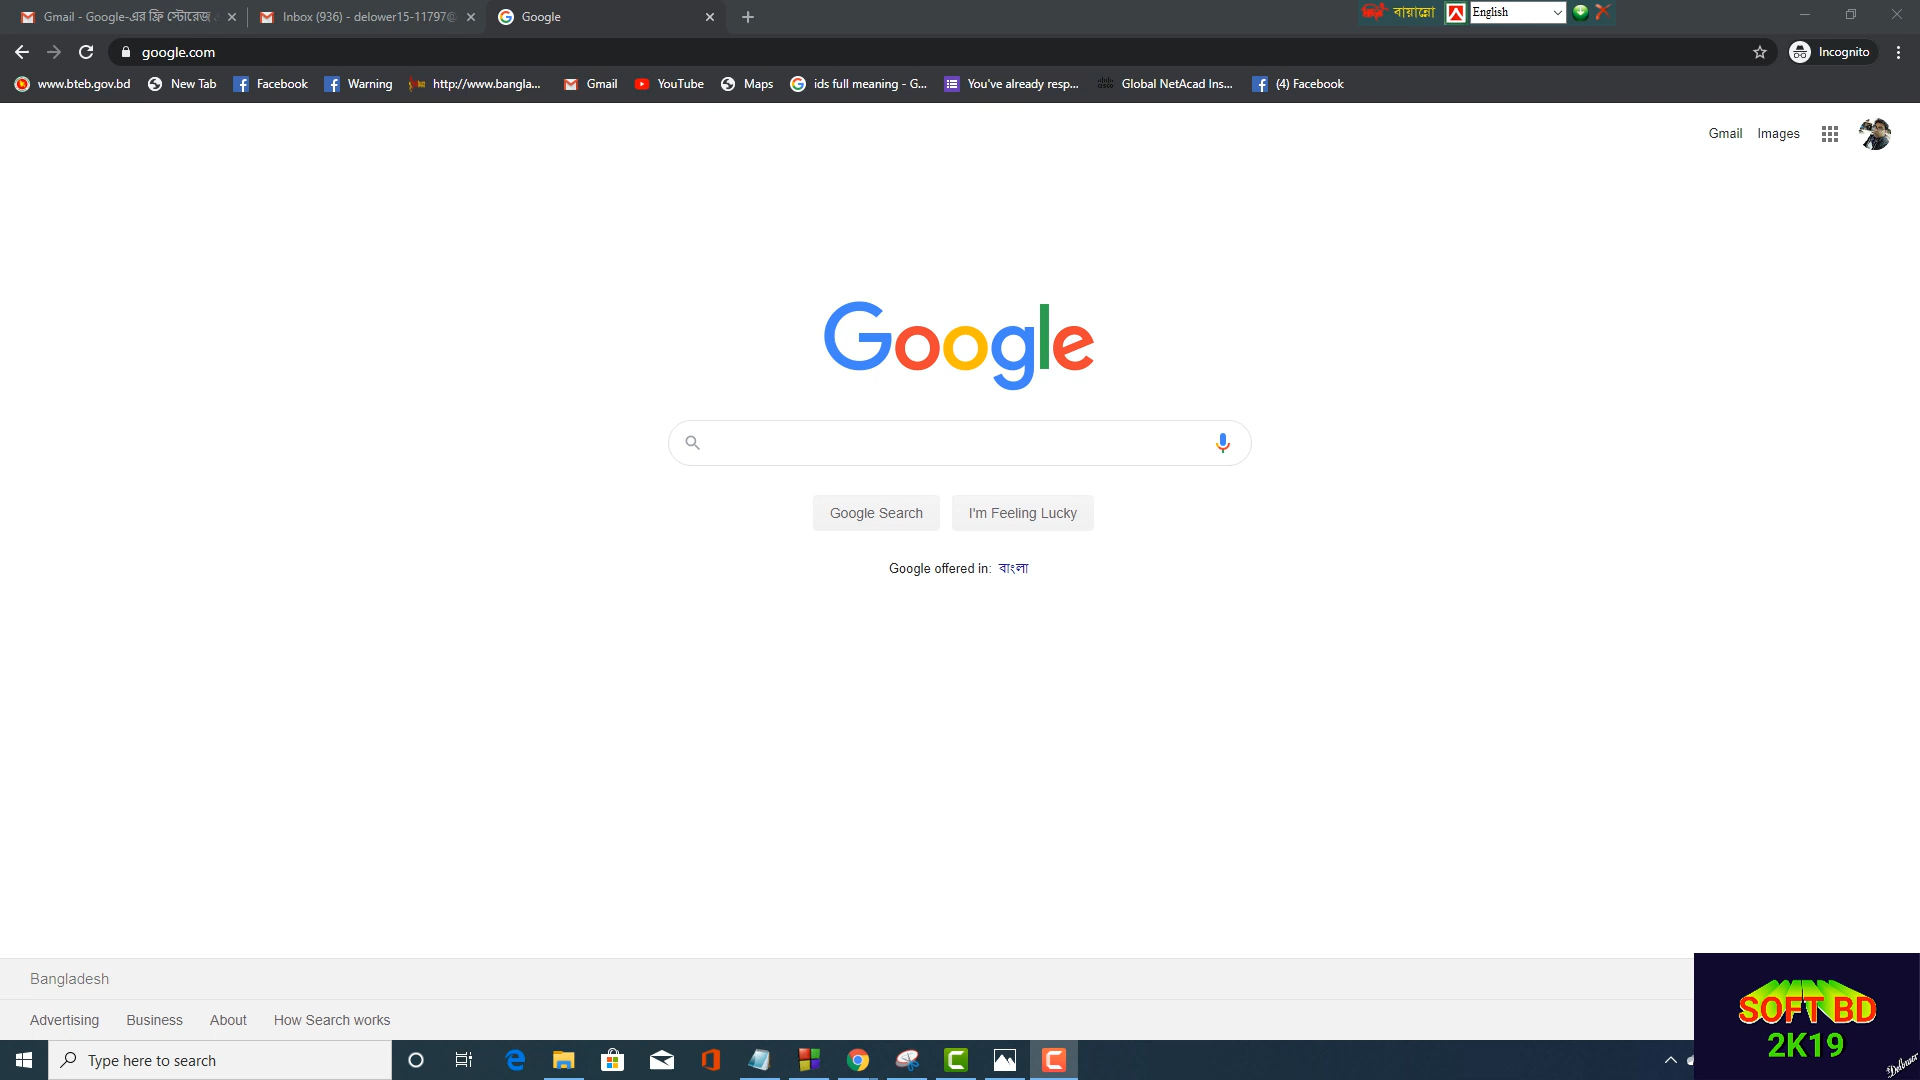 Gmail - Google-এর ফ্রি স্টোরেজ
Inbox (936) - delower15-11797@
Google
বায়ান্নো
English
google.com
Incognito
www.bteb.gov.bd
New Tab
Facebook
Warning
http://www.bangla...
Gmail
YouTube
Maps
ids full meaning - G...
You've already resp...
Global NetAcad Ins...
(4) Facebook
Gmail
Images
Google
Google Search
I'm Feeling Lucky
Google offered in: বাংলা
Bangladesh
Advertising
Business
About
How Search works
SOFT BD
2K19
Delower
Type here to search